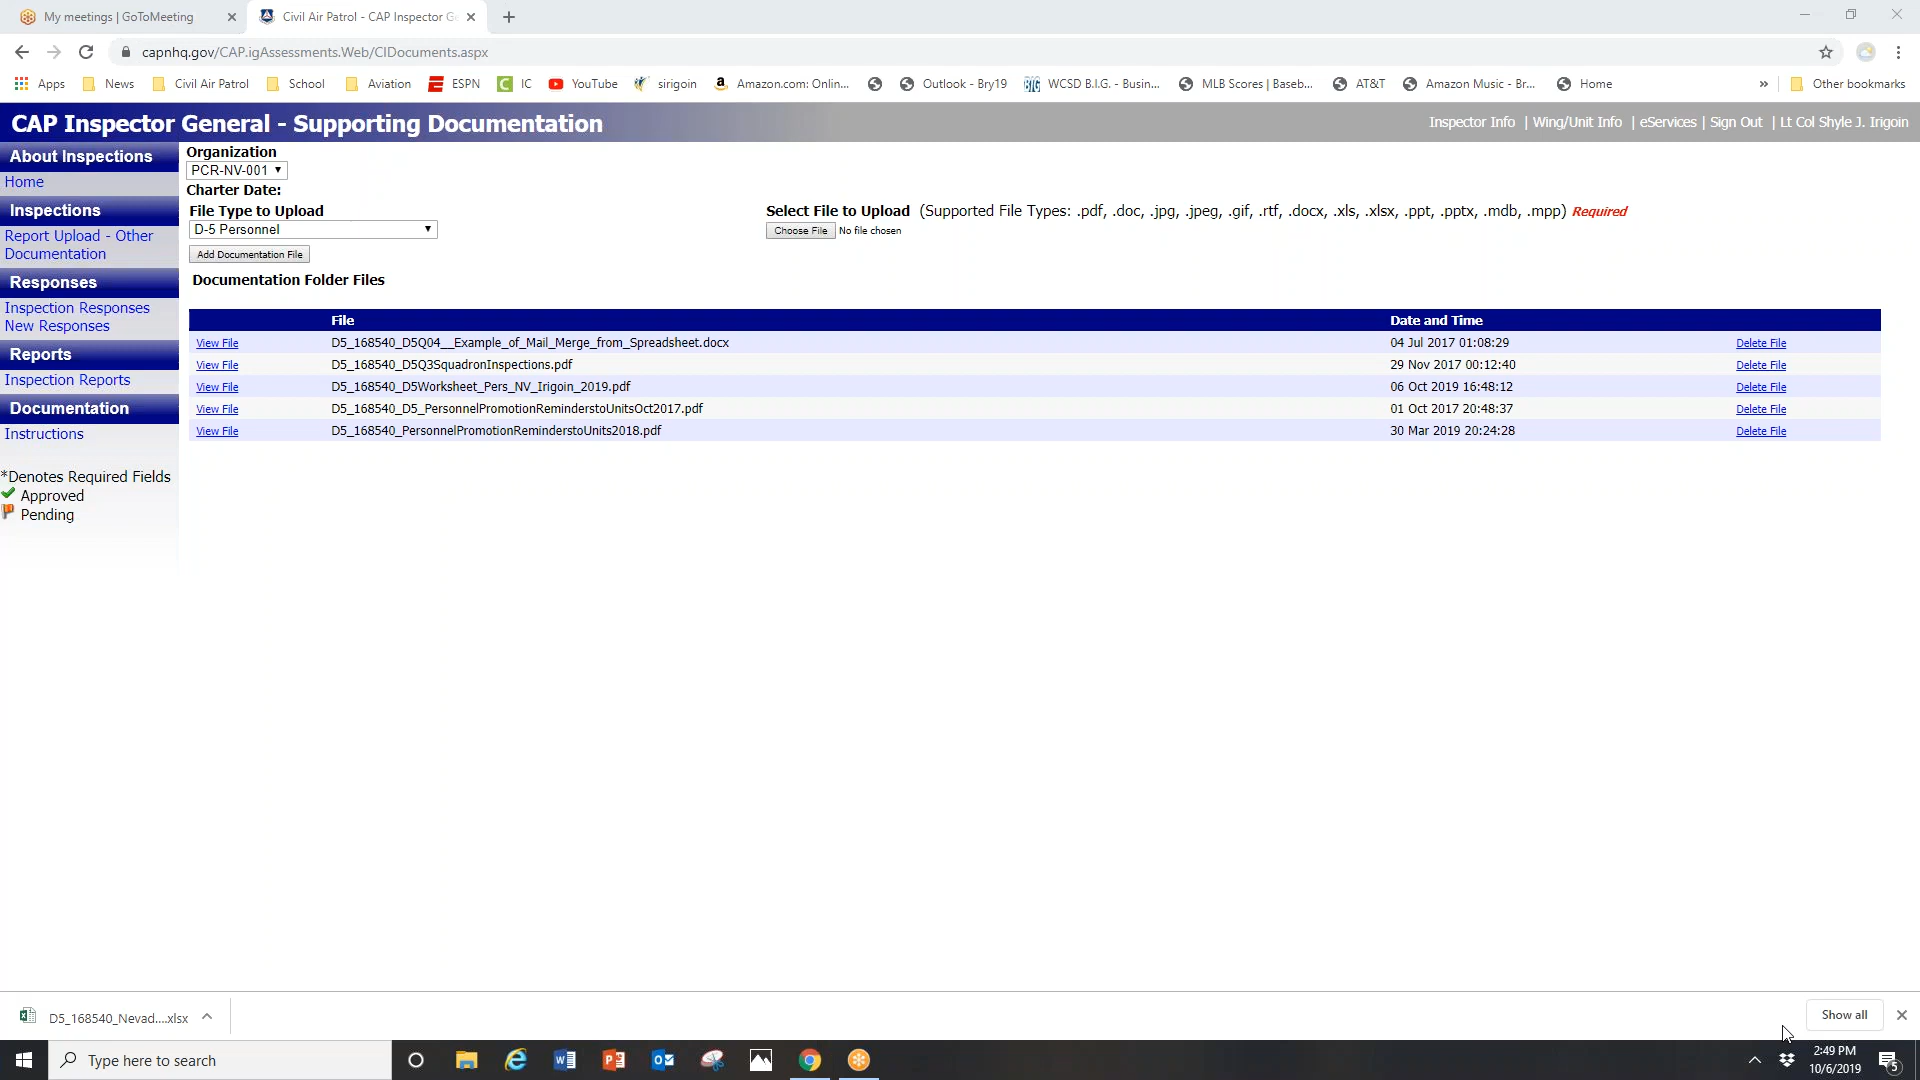 My meetings | GoToMeeting
Civil Air Patrol - CAP Inspector Ge
capnhq.gov/CAP.igAssessments.Web/CIDocuments.aspx
Apps News Civil Air Patrol School Aviation ESPN IC YouTube sirigoin Amazon.com: Onlin... Outlook - Bry19 WCSD B.I.G. - Busin... MLB Scores | Baseb... AT&T Amazon Music - Br... Home » Other bookmarks
CAP Inspector General - Supporting Documentation
Inspector Info | Wing/Unit Info | eServices | Sign Out | Lt Col Shyle J. Irigoin
About Inspections
Home
Inspections
Report Upload - Other
Documentation
Responses
Inspection Responses
New Responses
Reports
Inspection Reports
Documentation
Instructions
*Denotes Required Fields
Approved
Pending
Organization
PCR-NV-001
Charter Date:
File Type to Upload
D-5 Personnel
Add Documentation File
Select File to Upload (Supported File Types: .pdf, .doc, .jpg, .jpeg, .gif, .rtf, .docx, .xls, .xlsx, .ppt, .pptx, .mdb, .mpp) Required
Choose File No file chosen
Documentation Folder Files
File Date and Time
View File D5_168540_D5Q04__Example_of_Mail_Merge_from_Spreadsheet.docx 04 Jul 2017 01:08:29 Delete File
View File D5_168540_D5Q3SquadronInspections.pdf 29 Nov 2017 00:12:40 Delete File
View File D5_168540_D5Worksheet_Pers_NV_Irigoin_2019.pdf 06 Oct 2019 16:48:12 Delete File
View File D5_168540_D5_PersonnelPromotionReminderstoUnitsOct2017.pdf 01 Oct 2017 20:48:37 Delete File
View File D5_168540_PersonnelPromotionReminderstoUnits2018.pdf 30 Mar 2019 20:24:28 Delete File
D5_168540_Nevad....xlsx
Show all
Type here to search
2:49 PM
10/6/2019
5